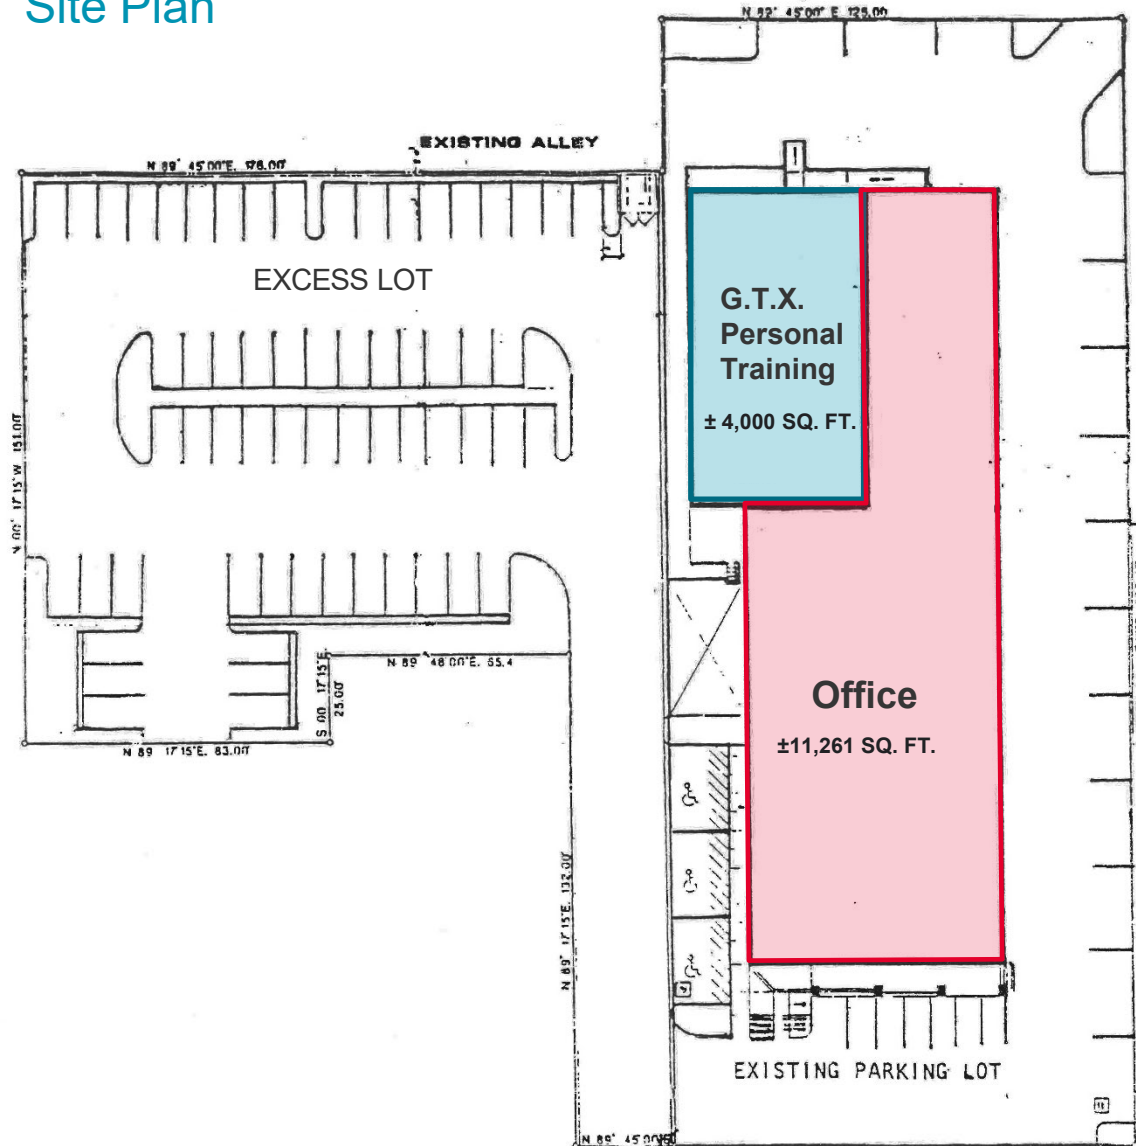 Site Plan
N 89° 45'00" E. 125.00
EXISTING ALLEY
N 89° 45'00"E. 178.00'
EXCESS LOT
G.T.X.
Personal
Training
± 4,000 SQ. FT.
N 00° 17'15"W 151.00'
S 00 17'15"E.
25.00'
N 89 48'00"E. 65.4
N 89 17'15"E. 83.00'
Office
±11,261 SQ. FT.
N 89° 17'15"E. 132.00'
EXISTING PARKING LOT
N 89° 45'00"E